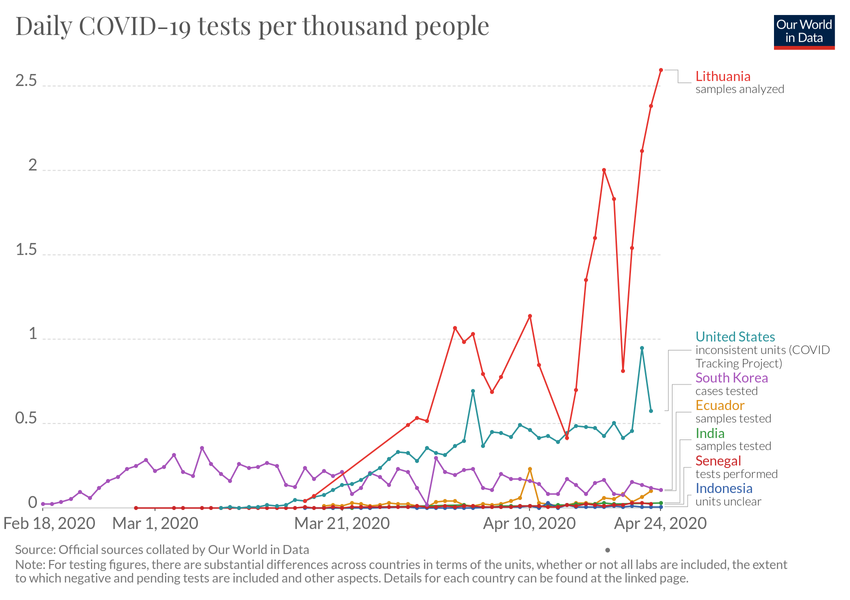 Daily COVID-19 tests per thousand people
Our World
in Data
2.5
2
1.5
1
0.5
0
Lithuania
samples analyzed
United States
inconsistent units (COVID
Tracking Project)
South Korea
cases tested
Ecuador
samples tested
India
samples tested
Senegal
tests performed
Indonesia
units unclear
Feb 18, 2020 Mar 1, 2020 Mar 21, 2020 Apr 10, 2020 Apr 24, 2020
Source: Official sources collated by Our World in Data
Note: For testing figures, there are substantial differences across countries in terms of the units, whether or not all labs are included, the extent
to which negative and pending tests are included and other aspects. Details for each country can be found at the linked page.